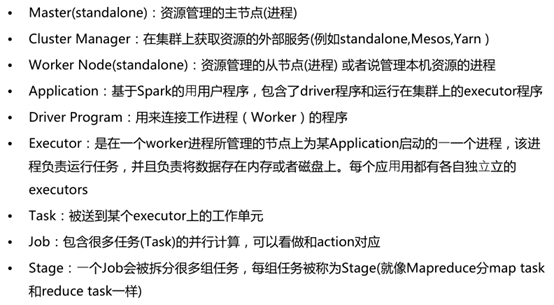 • Master(standalone)：资源管理的主节点(进程)
• Cluster Manager：在集群上获取资源的外部服务(例如standalone,Mesos,Yarn )
• Worker Node(standalone)：资源管理的从节点(进程) 或者说管理本机资源的进程
• Application：基于Spark的用用户程序，包含了driver程序和运行在集群上的executor程序
• Driver Program：用来连接工作进程（Worker）的程序
• Executor：是在一个worker进程所管理的节点上为某Application启动的一一个进程，该进
程负责运行任务，并且负责将数据存在内存或者磁盘上。每个应用用都有各自独立立的
executors
• Task：被送到某个executor上的工作单元
• Job：包含很多任务(Task)的并行计算，可以看做和action对应
• Stage：一个Job会被拆分很多组任务，每组任务被称为Stage(就像Mapreduce分map task
和reduce task一样)